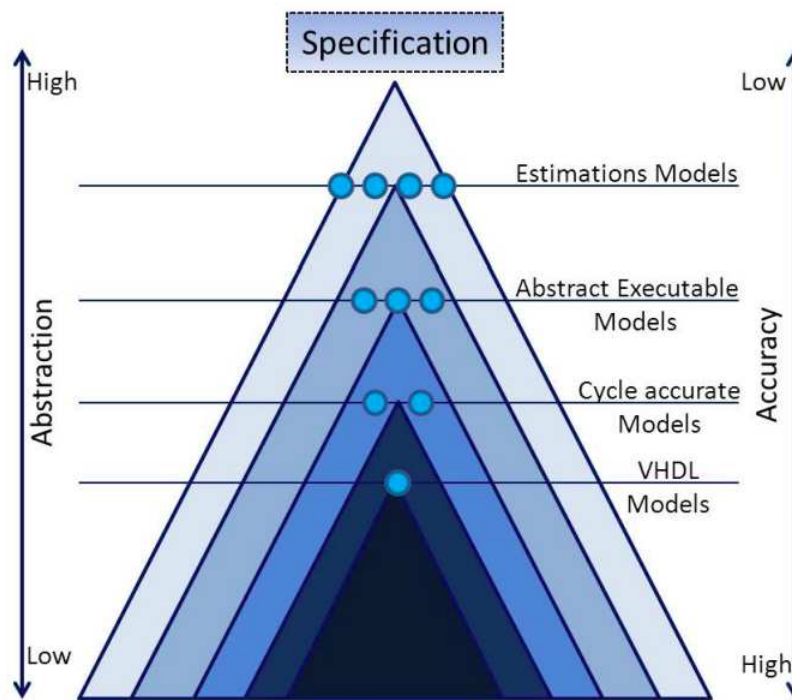 Specification
High
Low
Estimations Models
Abstract Executable
Models
Abstraction
Accuracy
Cycle accurate
Models
VHDL
Models
Low
High